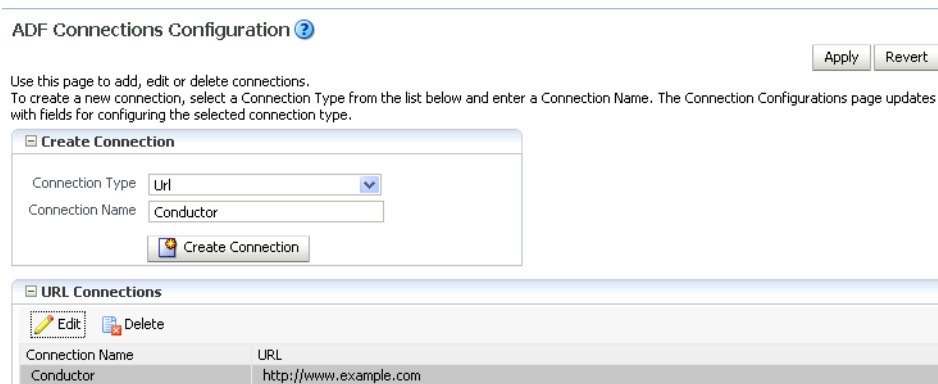 ADF Connections Configuration ?
Apply Revert
Use this page to add, edit or delete connections.
To create a new connection, select a Connection Type from the list below and enter a Connection Name. The Connection Configurations page updates
with fields for configuring the selected connection type.
Create Connection
Connection Type Url
Connection Name Conductor
Create Connection
URL Connections
Edit Delete
Connection Name URL
Conductor http://www.example.com